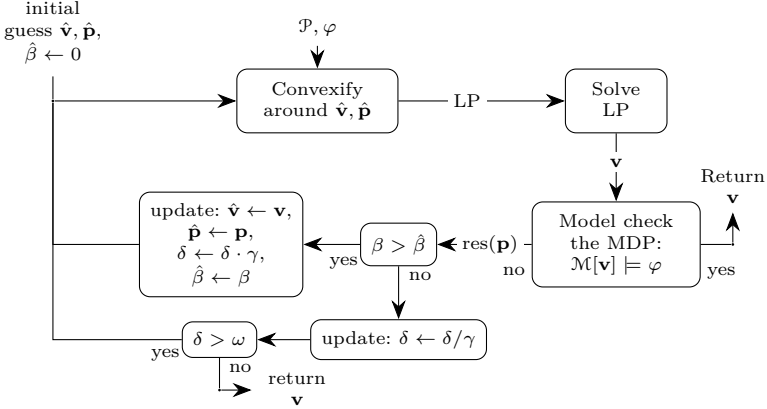 initial
guess v̂, p̂,
β̂ ← 0
𝒫, φ
Convexify
around v̂, p̂
LP
Solve
LP
v
Return
v
Model check
the MDP:
ℳ[v] ⊨ φ
yes
no
res(p)
β > β̂
yes
no
update: v̂ ← v,
p̂ ← p,
δ ← δ · γ,
β̂ ← β
update: δ ← δ/γ
δ > ω
yes
no
return
v